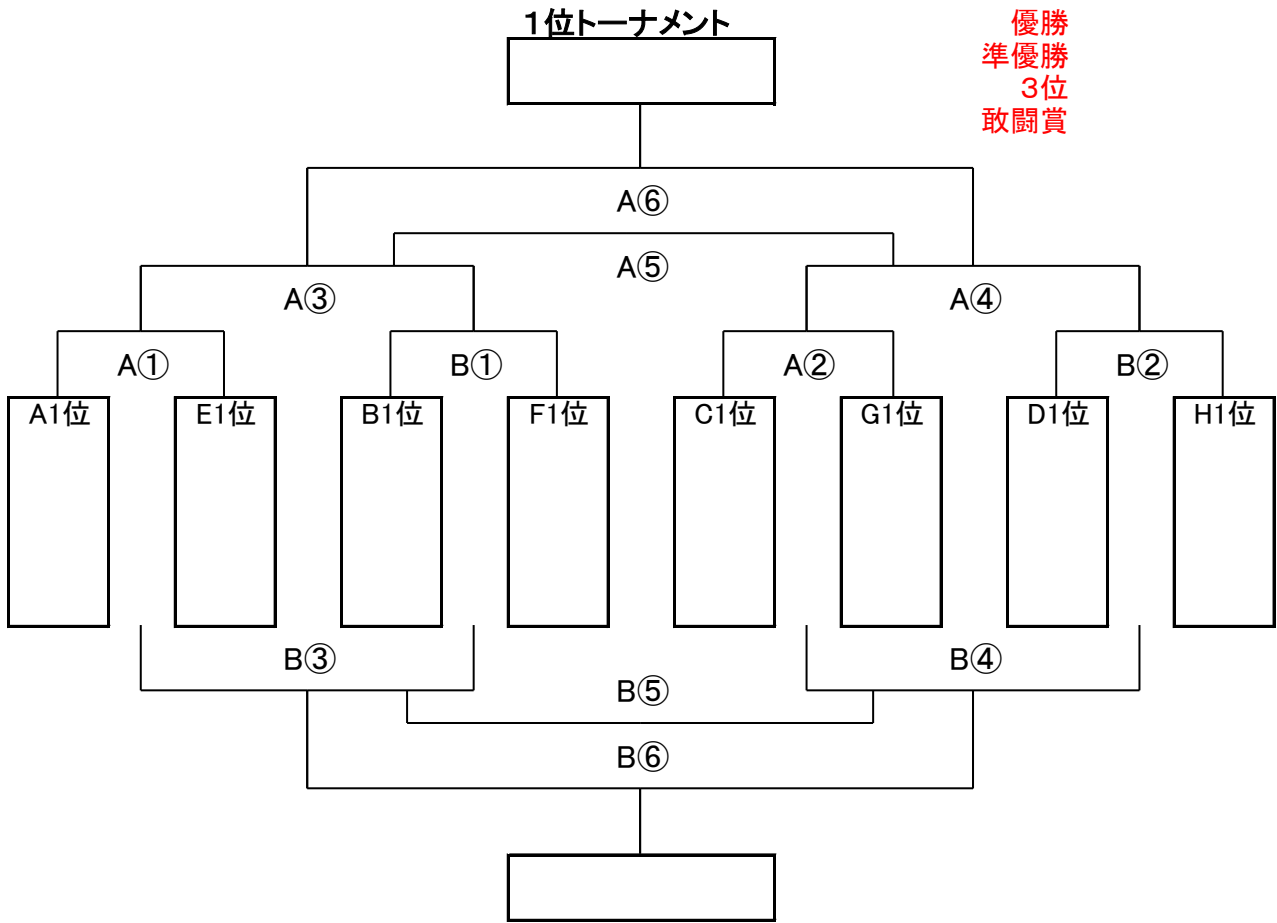 １位トーナメント
優勝
準優勝
３位
敢闘賞
A⑥
A⑤
A③
A④
A①
B①
A②
B②
A1位
E1位
B1位
F1位
C1位
G1位
D1位
H1位
B③
B④
B⑤
B⑥